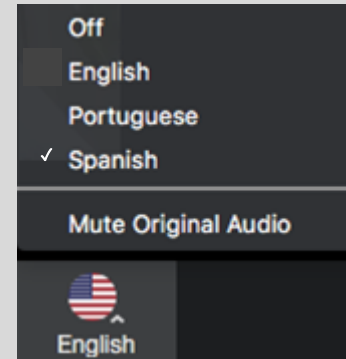 Off
English
Portuguese
✓ Spanish
Mute Original Audio
English